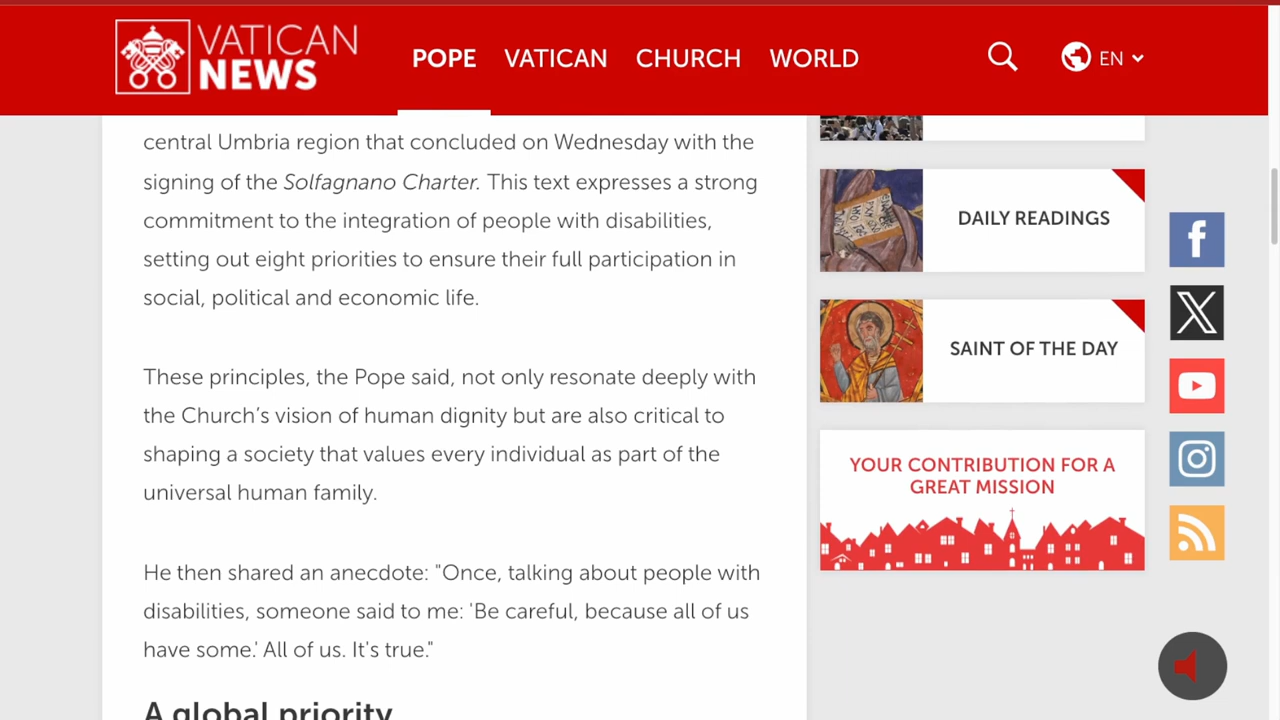 VATICAN
NEWS
POPE VATICAN CHURCH WORLD
EN
central Umbria region that concluded on Wednesday with the
signing of the Solfagnano Charter. This text expresses a strong
commitment to the integration of people with disabilities,
setting out eight priorities to ensure their full participation in
social, political and economic life.
These principles, the Pope said, not only resonate deeply with
the Church’s vision of human dignity but are also critical to
shaping a society that values every individual as part of the
universal human family.
He then shared an anecdote: "Once, talking about people with
disabilities, someone said to me: 'Be careful, because all of us
have some.' All of us. It's true."
A global priority
DAILY READINGS
SAINT OF THE DAY
YOUR CONTRIBUTION FOR A
GREAT MISSION